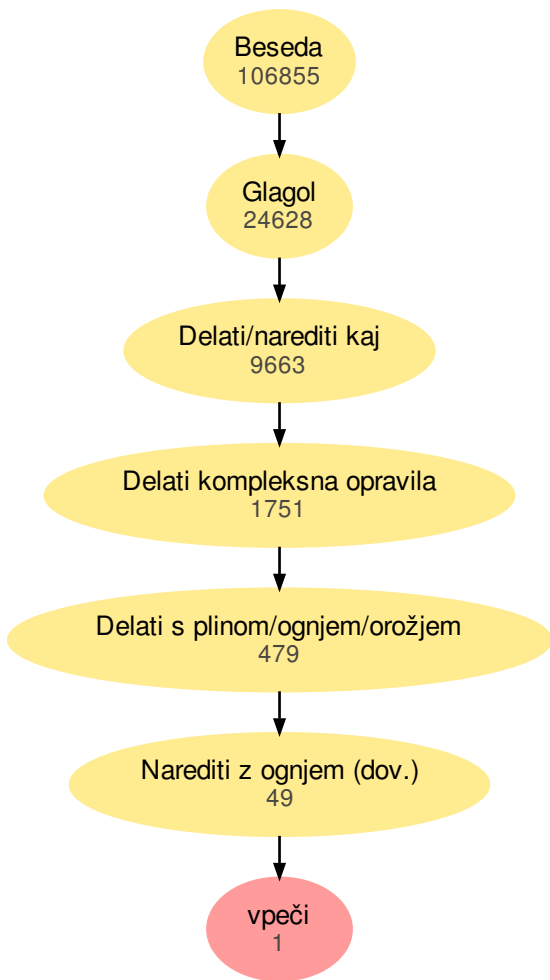 Beseda
106855
Glagol
24628
Delati/narediti kaj
9663
Delati kompleksna opravila
1751
Delati s plinom/ognjem/orožjem
479
Narediti z ognjem (dov.)
49
vpeči
1